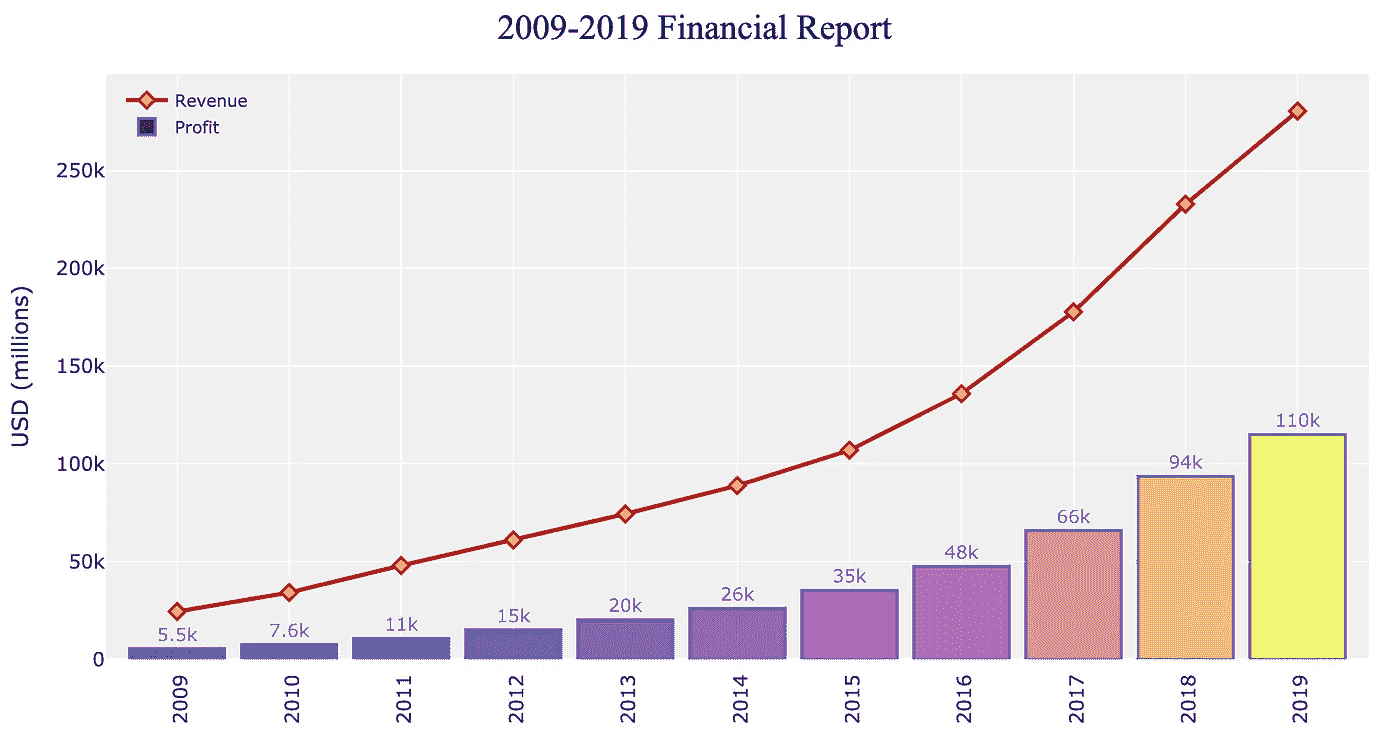 2009-2019 Financial Report
Revenue
Profit
USD (millions)
250k
200k
150k
100k
50k
0
5.5k
7.6k
11k
15k
20k
26k
35k
48k
66k
94k
110k
2009
2010
2011
2012
2013
2014
2015
2016
2017
2018
2019